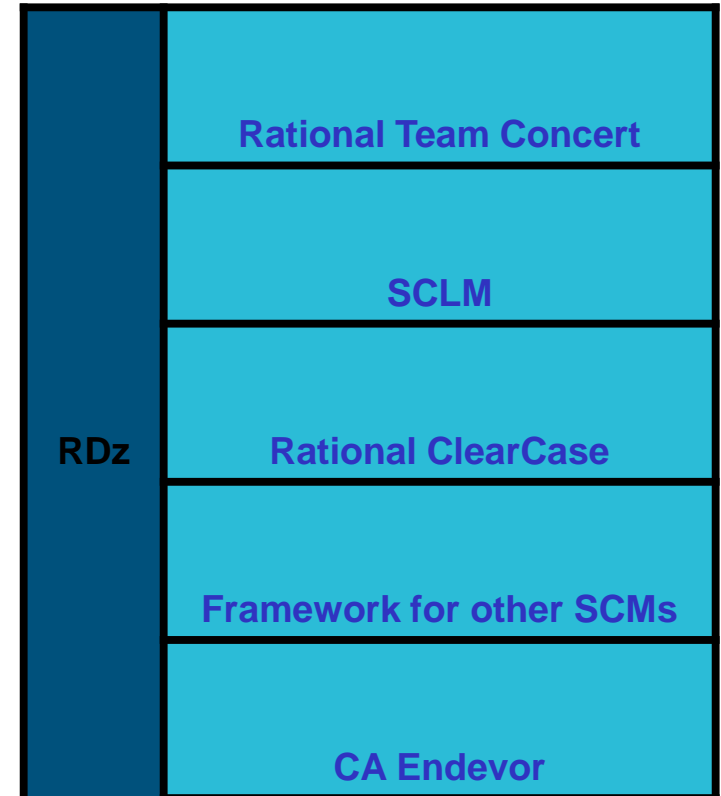 Rational Team Concert
SCLM
RDz
Rational ClearCase
Framework for other SCMs
CA Endevor